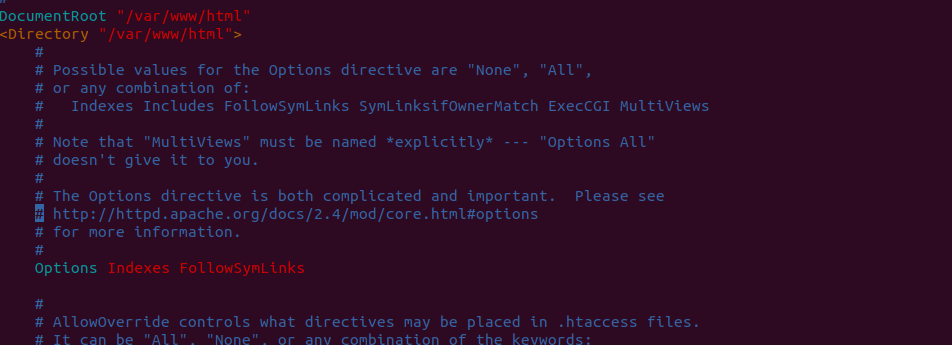 #
DocumentRoot "/var/www/html"
<Directory "/var/www/html">
#
# Possible values for the Options directive are "None", "All",
# or any combination of:
#   Indexes Includes FollowSymLinks SymLinksifOwnerMatch ExecCGI MultiViews
#
# Note that "MultiViews" must be named *explicitly* --- "Options All"
# doesn't give it to you.
#
# The Options directive is both complicated and important.  Please see
# http://httpd.apache.org/docs/2.4/mod/core.html#options
# for more information.
#
Options Indexes FollowSymLinks
#
# AllowOverride controls what directives may be placed in .htaccess files.
# It can be "All", "None", or any combination of the keywords: